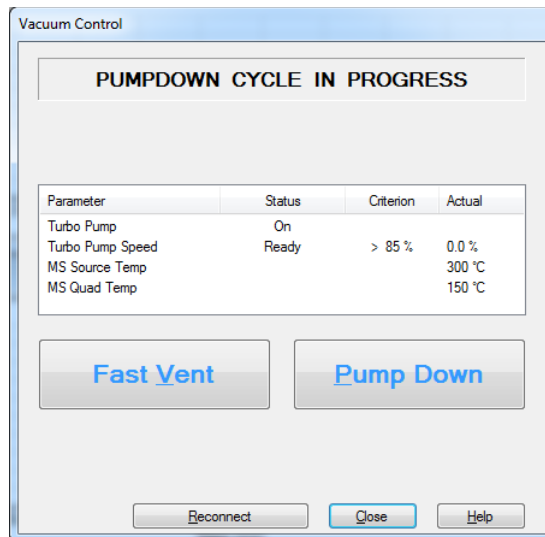 Vacuum Control
PUMPDOWN CYCLE IN PROGRESS
Parameter Status Criterion Actual
Turbo Pump On
Turbo Pump Speed Ready > 85 % 0.0 %
MS Source Temp 300 °C
MS Quad Temp 150 °C
Fast Vent Pump Down
Reconnect Close Help